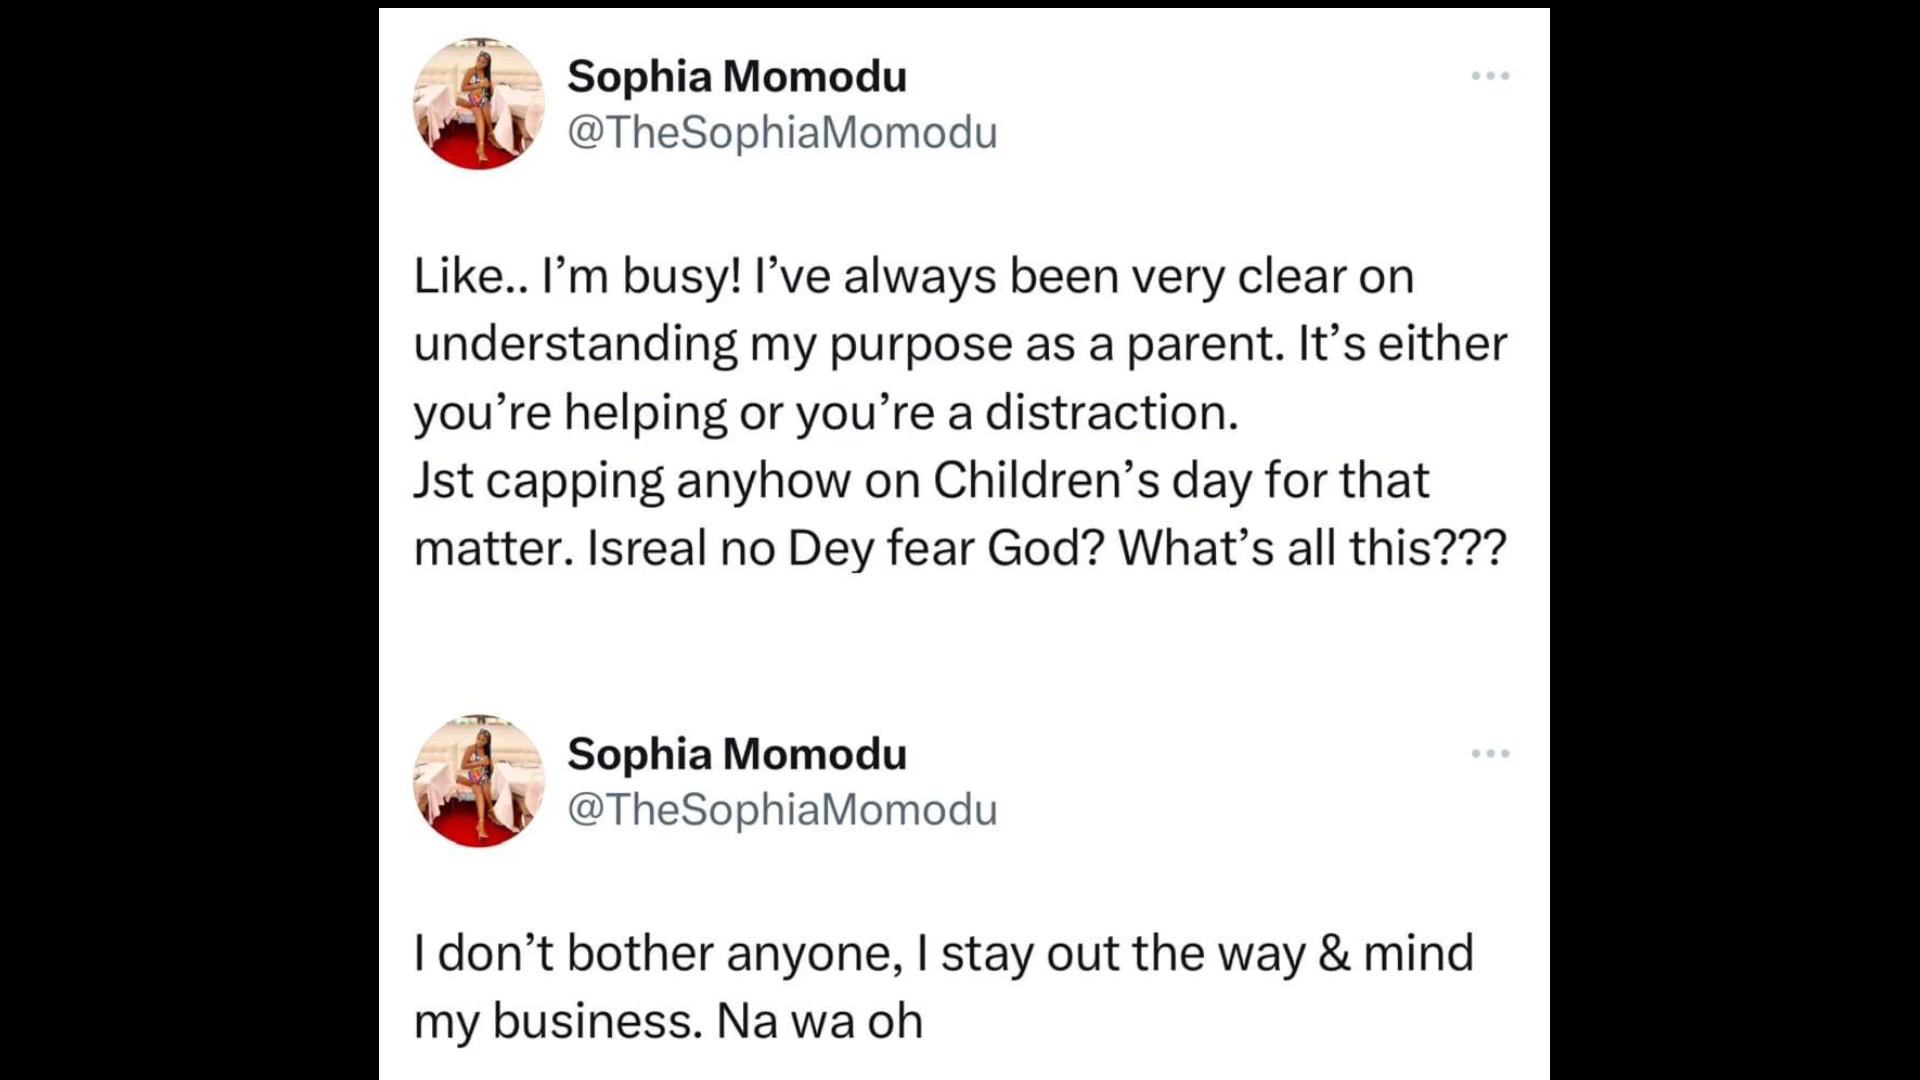 Sophia Momodu
@TheSophiaMomodu
Like.. I’m busy! I’ve always been very clear on
understanding my purpose as a parent. It’s either
you’re helping or you’re a distraction.
Jst capping anyhow on Children’s day for that
matter. Isreal no Dey fear God? What’s all this???
Sophia Momodu
@TheSophiaMomodu
I don’t bother anyone, I stay out the way & mind
my business. Na wa oh